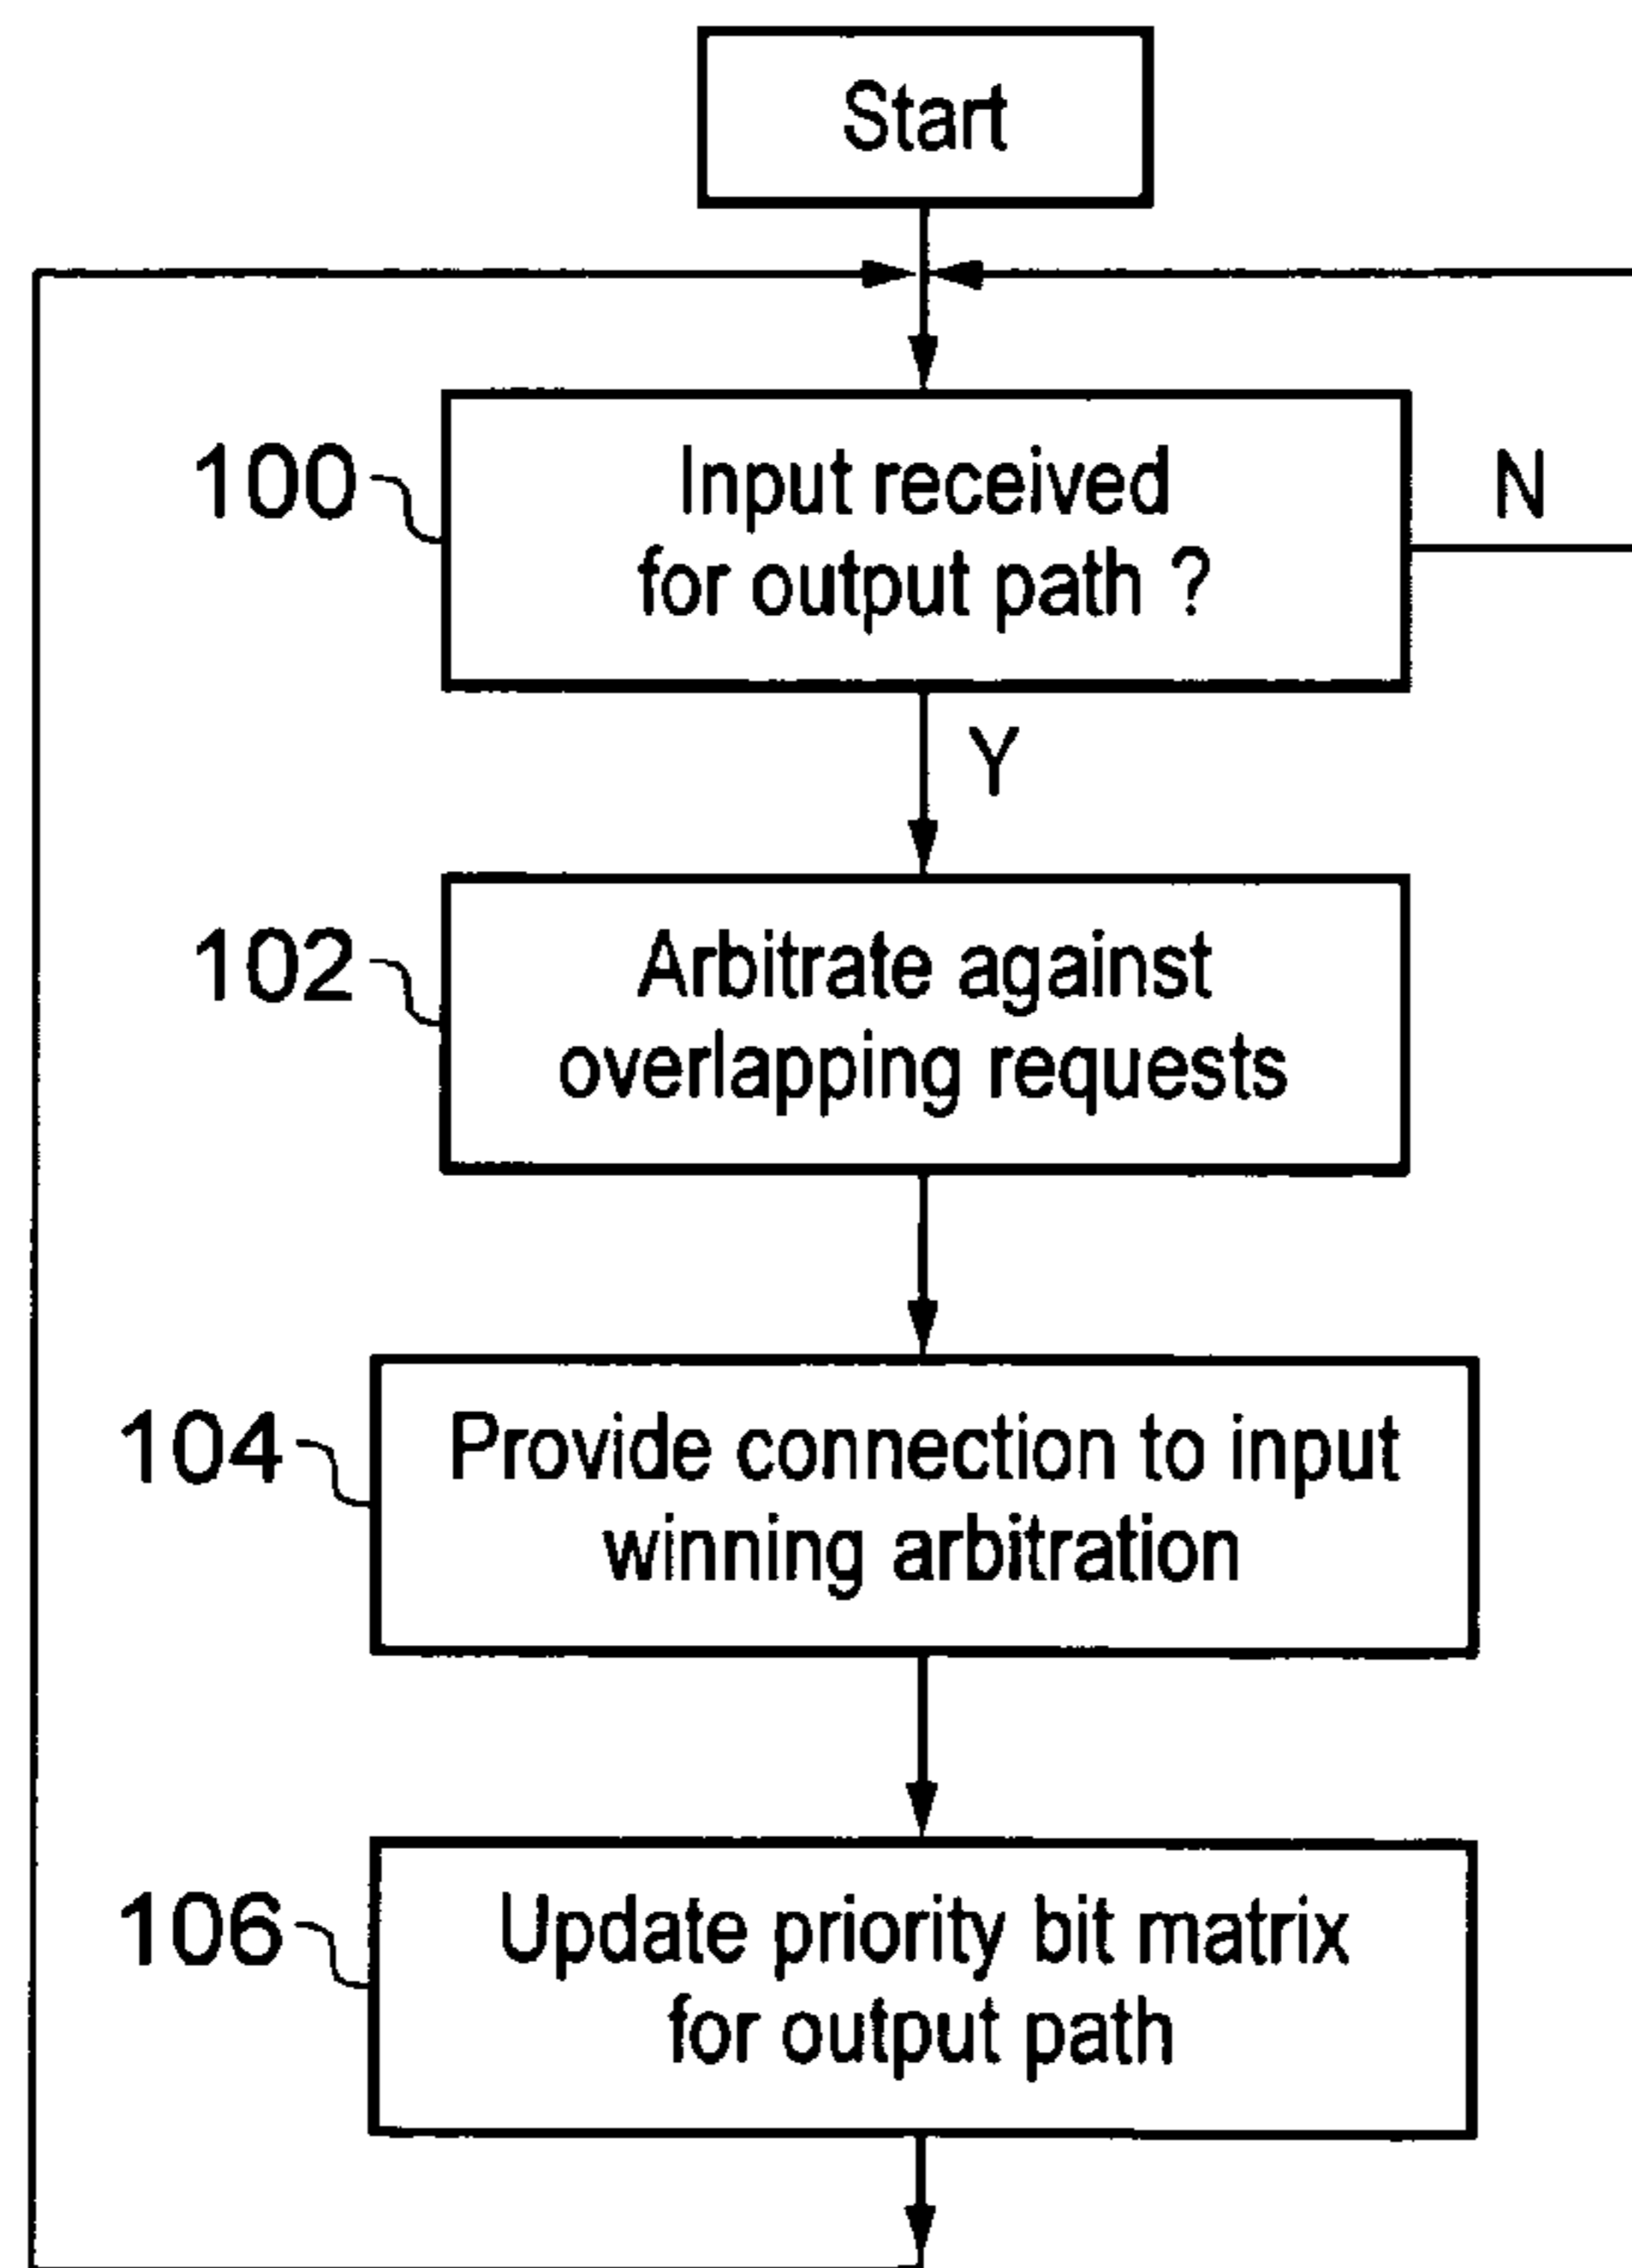 Start
100
Input received
for output path ?
N
Y
102
Arbitrate against
overlapping requests
104
Provide connection to input
winning arbitration
106
Update priority bit matrix
for output path